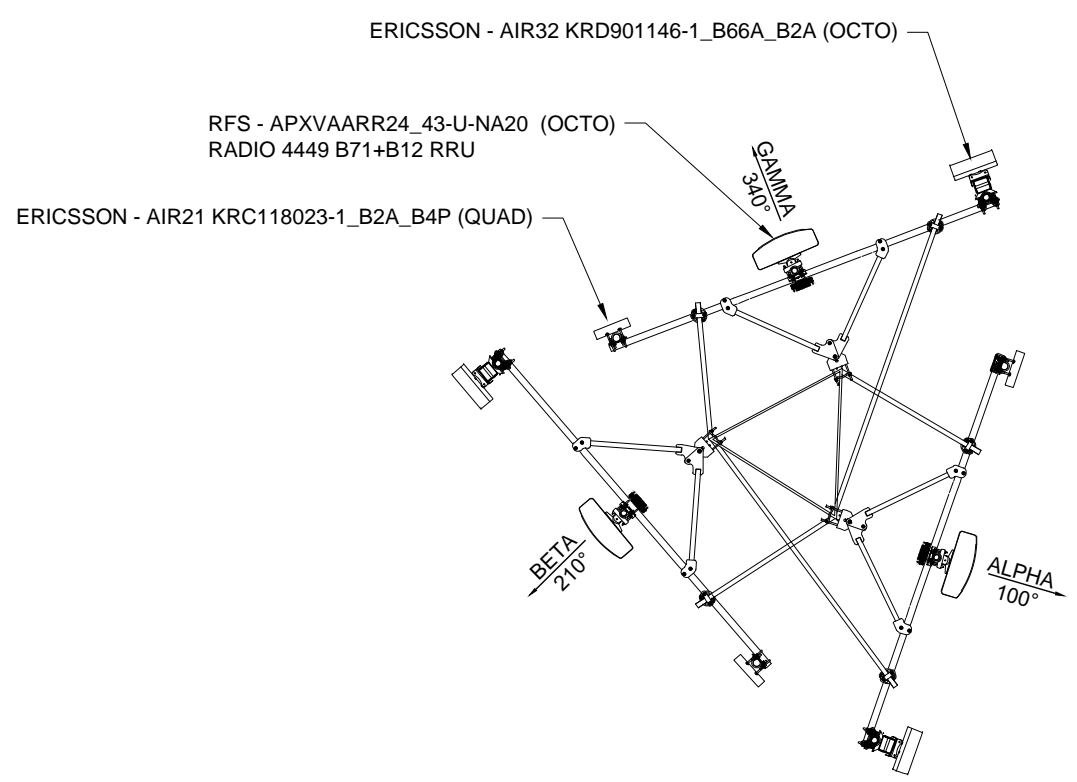 ERICSSON - AIR32 KRD901146-1_B66A_B2A (OCTO)
RFS - APXVAARR24_43-U-NA20 (OCTO)
RADIO 4449 B71+B12 RRU
GAMMA
340°
ERICSSON - AIR21 KRC118023-1_B2A_B4P (QUAD)
BETA
210°
ALPHA
100°